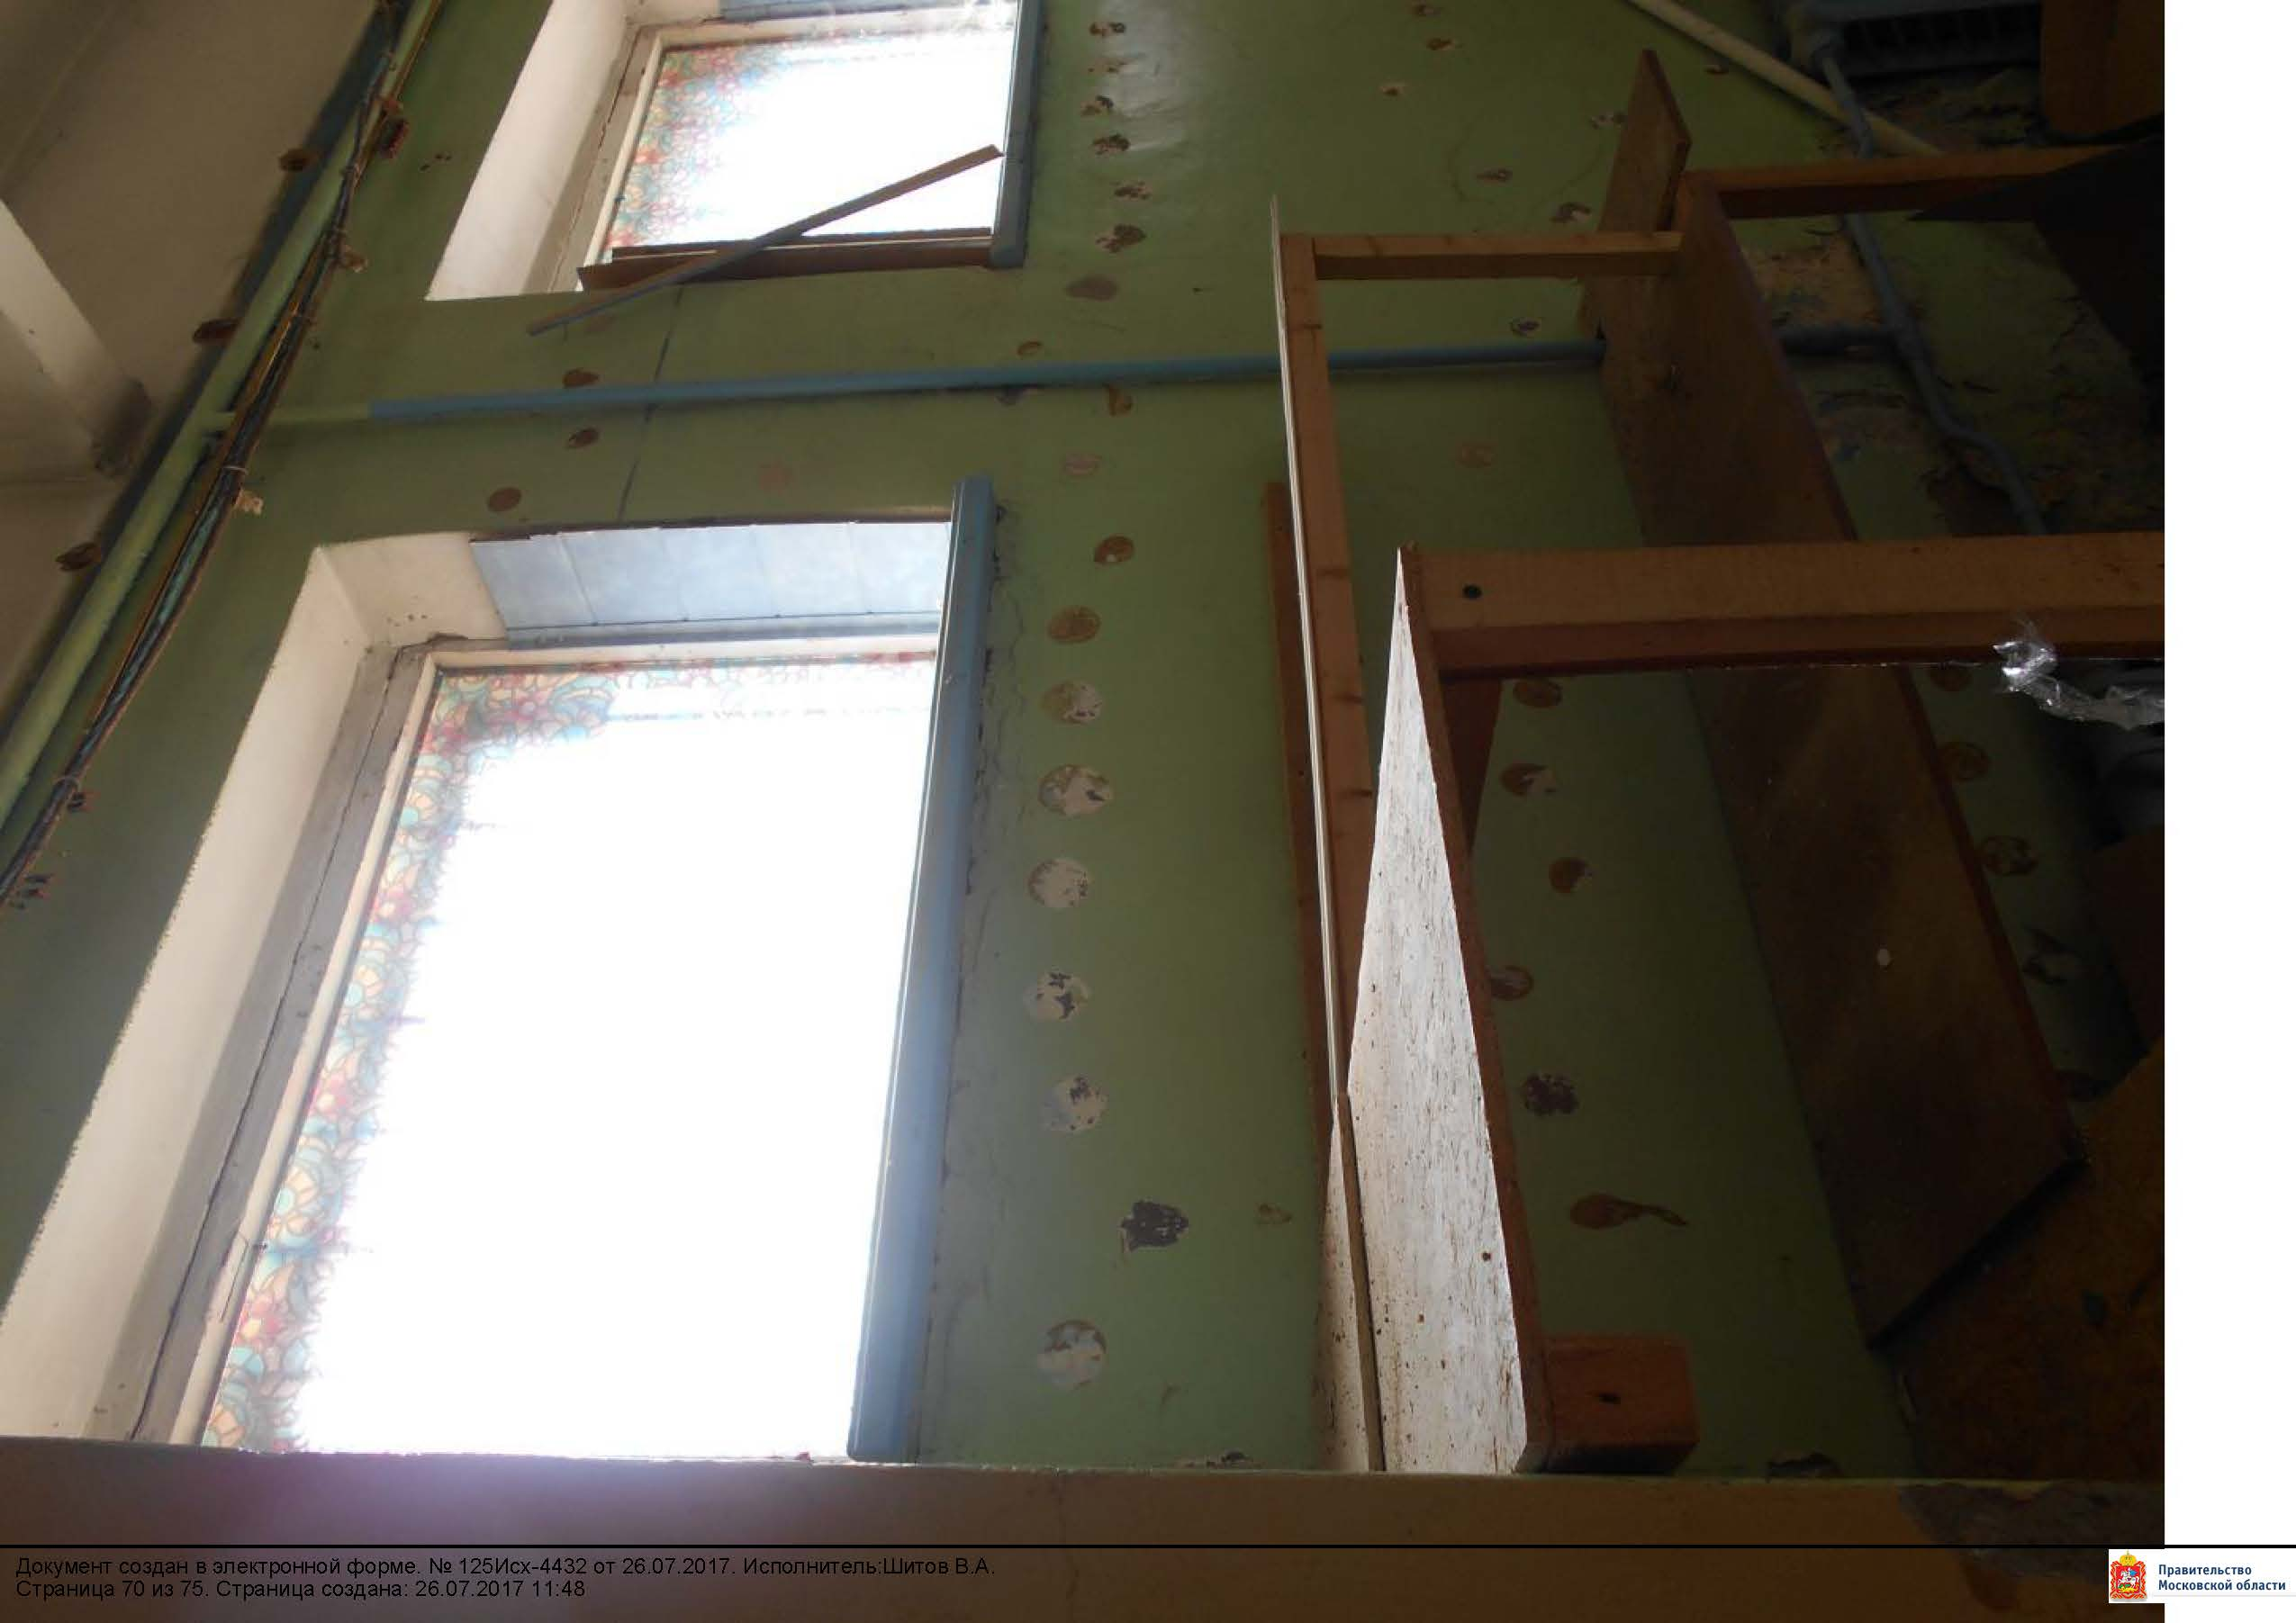 Документ создан в электронной форме. № 125Исх-4432 от 26.07.2017. Исполнитель:Шитов В.А.
Страница 70 из 75. Страница создана: 26.07.2017 11:48
Правительство
Московской области